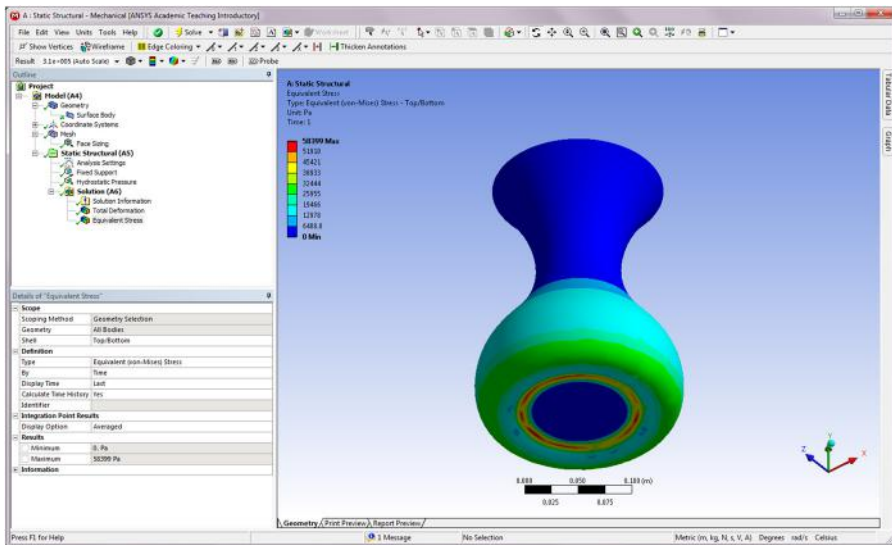 A : Static Structural - Mechanical [ANSYS Academic Teaching Introductory]
File Edit View Units Tools Help Solve
Show Vertices Wireframe Edge Coloring Thicken Annotations
Result 3.1e+005 (Auto Scale) Probe
Outline
Project
Model (A4)
Geometry
Surface Body
Coordinate Systems
Mesh
Face Sizing
Static Structural (A5)
Analysis Settings
Fixed Support
Hydrostatic Pressure
Solution (A6)
Solution Information
Total Deformation
Equivalent Stress
Details of "Equivalent Stress"
Scope
Scoping Method Geometry Selection
Geometry All Bodies
Shell Top/Bottom
Definition
Type Equivalent (von-Mises) Stress
By Time
Display Time Last
Calculate Time History Yes
Identifier
Integration Point Results
Display Option Averaged
Results
Minimum 0. Pa
Maximum 58399 Pa
Information
A: Static Structural
Equivalent Stress
Type: Equivalent (von-Mises) Stress - Top/Bottom
Unit: Pa
Time: 1
58399 Max
51910
45421
38933
32444
25955
19466
12978
6488.8
0 Min
Y
Z
X
0.000 0.050 0.100 (m)
0.025 0.075
Geometry Print Preview Report Preview
Tabular Data
Graph
Press F1 for Help 1 Message No Selection Metric (m, kg, N, s, V, A) Degrees rad/s Celsius